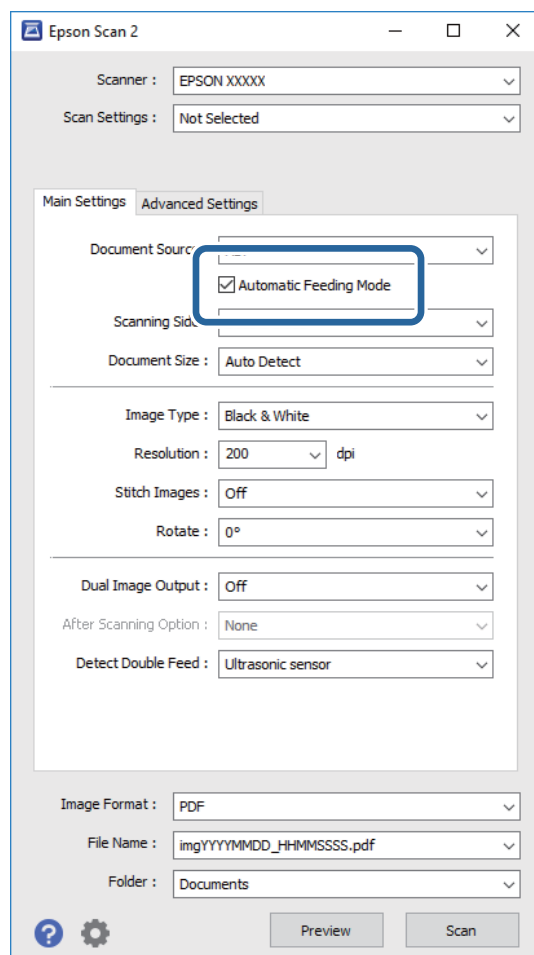 Epson Scan 2
Scanner : EPSON XXXXX
Scan Settings : Not Selected
Main Settings Advanced Settings
Document
Automatic Feeding Mode
Scanning
Document Size : Auto Detect
Image Type : Black & White
Resolution : 200 dpi
Stitch Images : Off
Rotate : 0°
Dual Image Output : Off
After Scanning Option : None
Detect Double Feed : Ultrasonic sensor
Image Format : PDF
File Name : imgYYYYMMDD_HHMMSSSS.pdf
Folder : Documents
? Preview Scan